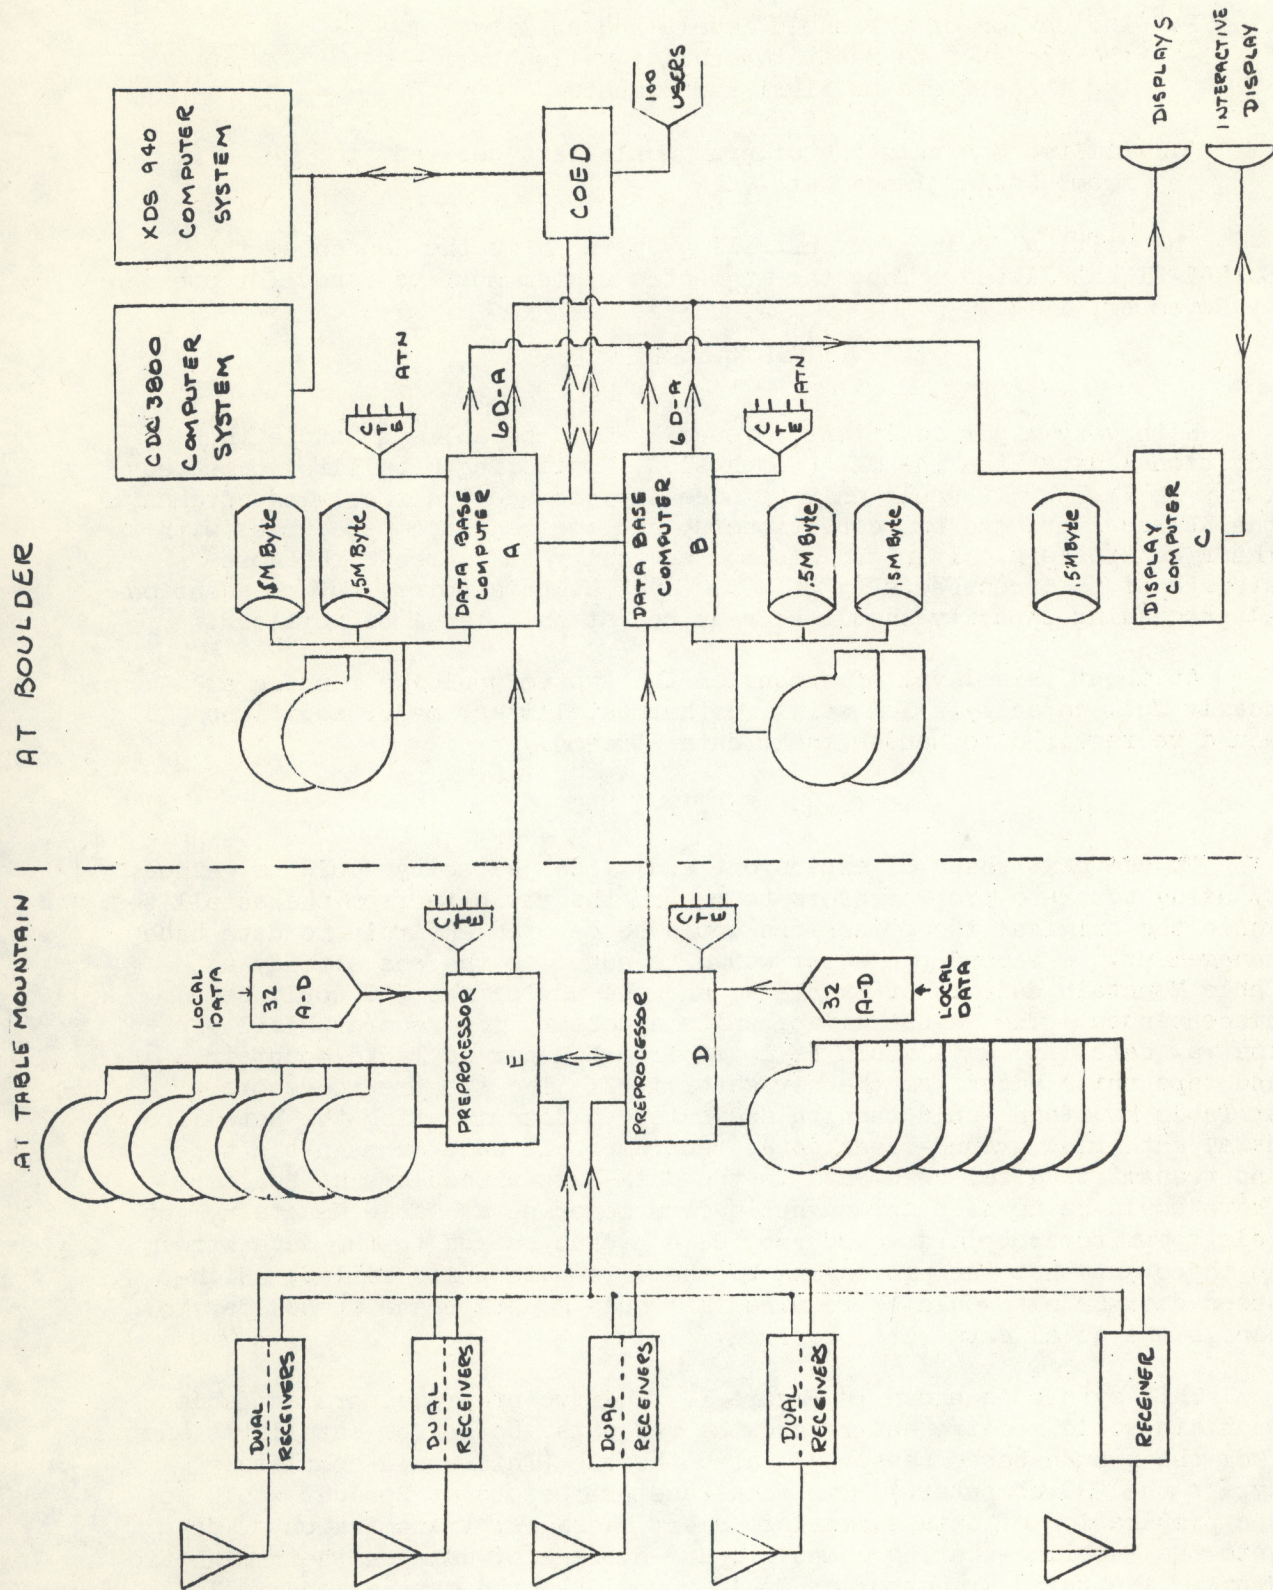 AT TABLE MOUNTAIN
AT BOULDER
DUAL
RECEIVERS
DUAL
RECEIVERS
DUAL
RECEIVERS
DUAL
RECEIVERS
RECEIVER
LOCAL
DATA
32
A-D
C
T
E
PREPROCESSOR
E
PREPROCESSOR
D
C
T
E
32
A-D
LOCAL
DATA
.5M Byte
.5M Byte
DATA BASE
COMPUTER
A
C
T
E
ATN
6D-A
DATA BASE
COMPUTER
B
6D-A
C
T
E
ATN
.5M Byte
.5M Byte
.5M Byte
DISPLAY
COMPUTER
C
CDC 3800
COMPUTER
SYSTEM
XDS 940
COMPUTER
SYSTEM
COED
100
USERS
DISPLAYS
INTERACTIVE
DISPLAY